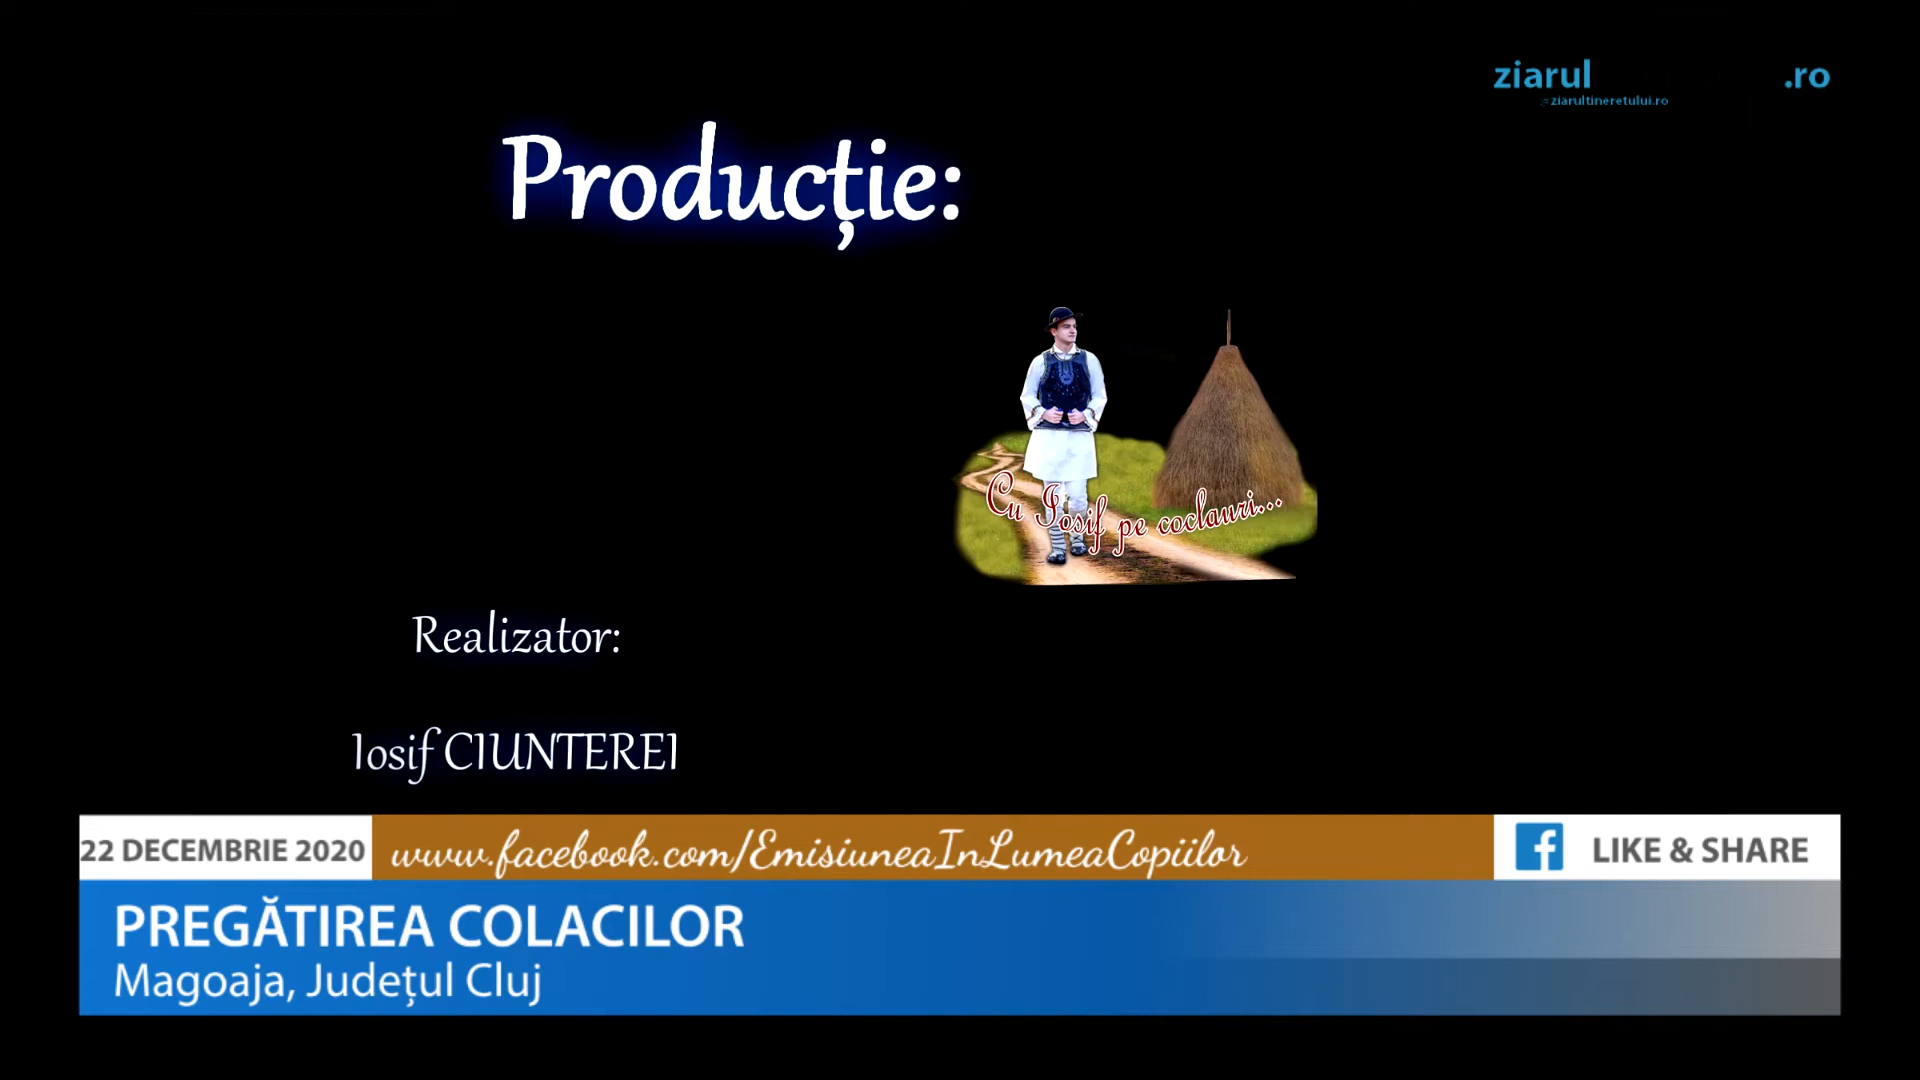 ziarul .ro
ziarultineretului.ro
Producție:
Cu Iosif pe coclauri...
Realizator:
Iosif CIUNTEREI
22 DECEMBRIE 2020
www.facebook.com/EmisiuneaInLumeaCopiilor
LIKE & SHARE
PREGĂTIREA COLACILOR
Magoaja, Județul Cluj